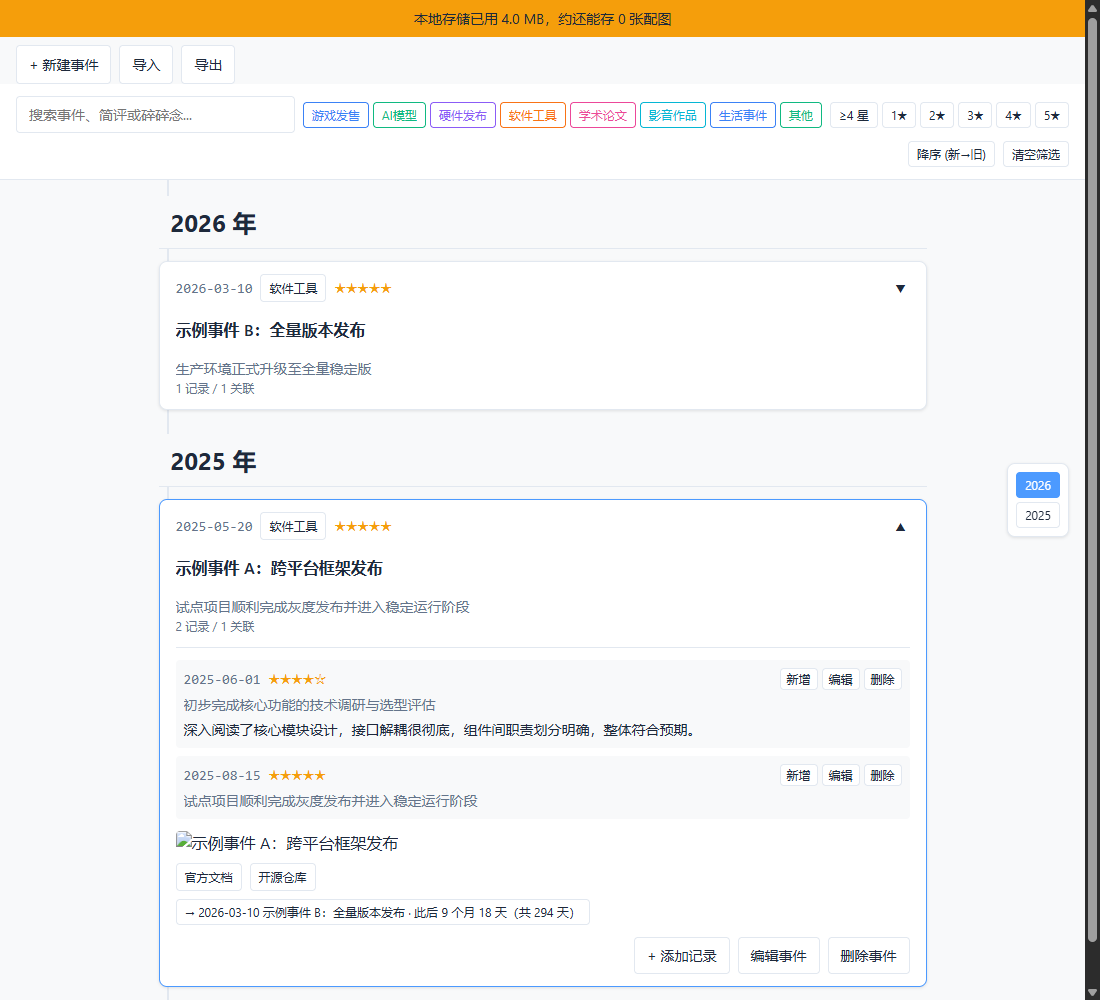 本地存储已用 4.0 MB，约还能存 0 张配图
+ 新建事件 导入 导出
搜索事件、简评或碎碎念... 游戏发售 AI模型 硬件发布 软件工具 学术论文 影音作品 生活事件 其他 ≥4 星 1★ 2★ 3★ 4★ 5★
降序 (新→旧) 清空筛选
2026 年
2026-03-10 软件工具 ★★★★★ ▼
示例事件 B：全量版本发布
生产环境正式升级至全量稳定版
1 记录 / 1 关联
2025 年
2026
2025
2025-05-20 软件工具 ★★★★★ ▲
示例事件 A：跨平台框架发布
试点项目顺利完成灰度发布并进入稳定运行阶段
2 记录 / 1 关联
2025-06-01 ★★★★☆ 新增 编辑 删除
初步完成核心功能的技术调研与选型评估
深入阅读了核心模块设计，接口解耦很彻底，组件间职责划分明确，整体符合预期。
2025-08-15 ★★★★★ 新增 编辑 删除
试点项目顺利完成灰度发布并进入稳定运行阶段
示例事件 A：跨平台框架发布
官方文档 开源仓库
→ 2026-03-10 示例事件 B：全量版本发布 · 此后 9 个月 18 天（共 294 天）
+ 添加记录 编辑事件 删除事件